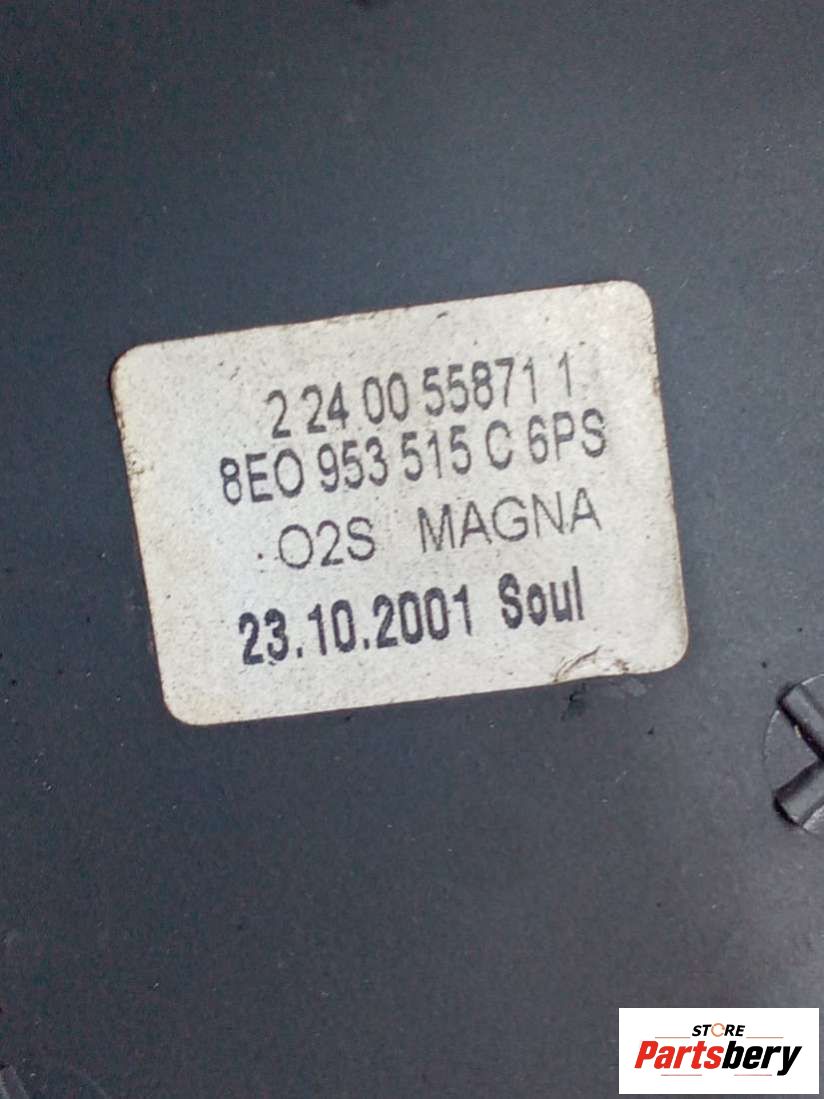 2 24 00 55871 1
8E0 953 515 C 6PS
O2S MAGNA
23.10.2001 Soul
STORE
Partsbery